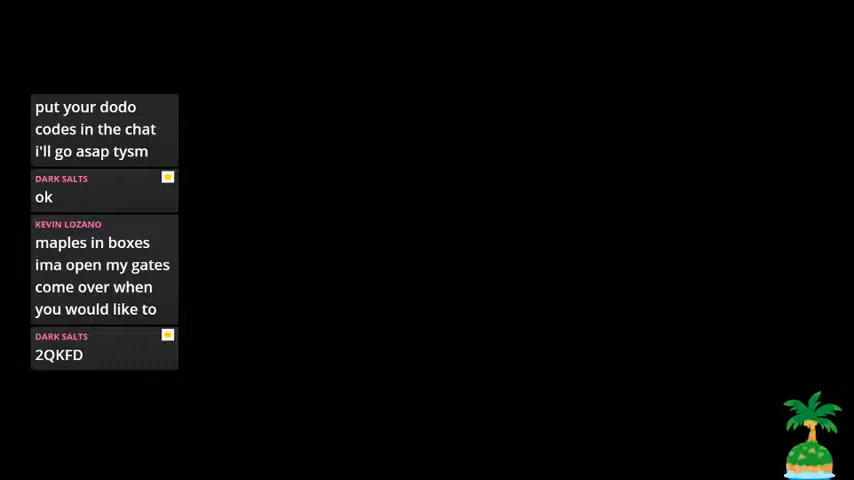 put your dodo
codes in the chat
i'll go asap tysm
DARK SALTS
ok
KEVIN LOZANO
maples in boxes
ima open my gates
come over when
you would like to
DARK SALTS
2QKFD